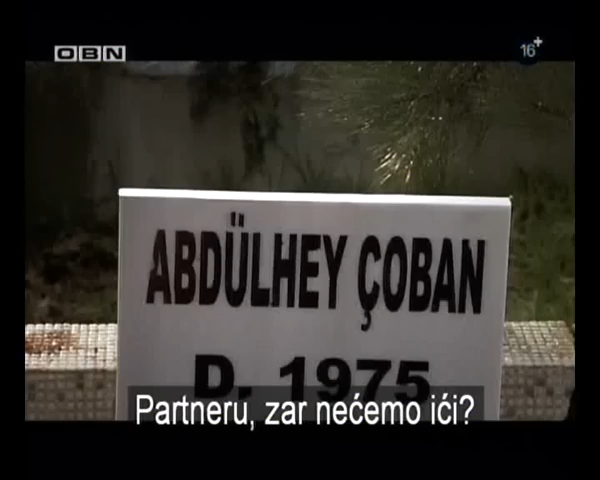 OBN
16+
ABDÜLHEY ÇOBAN
D. 1975
Partneru, zar nećemo ići?